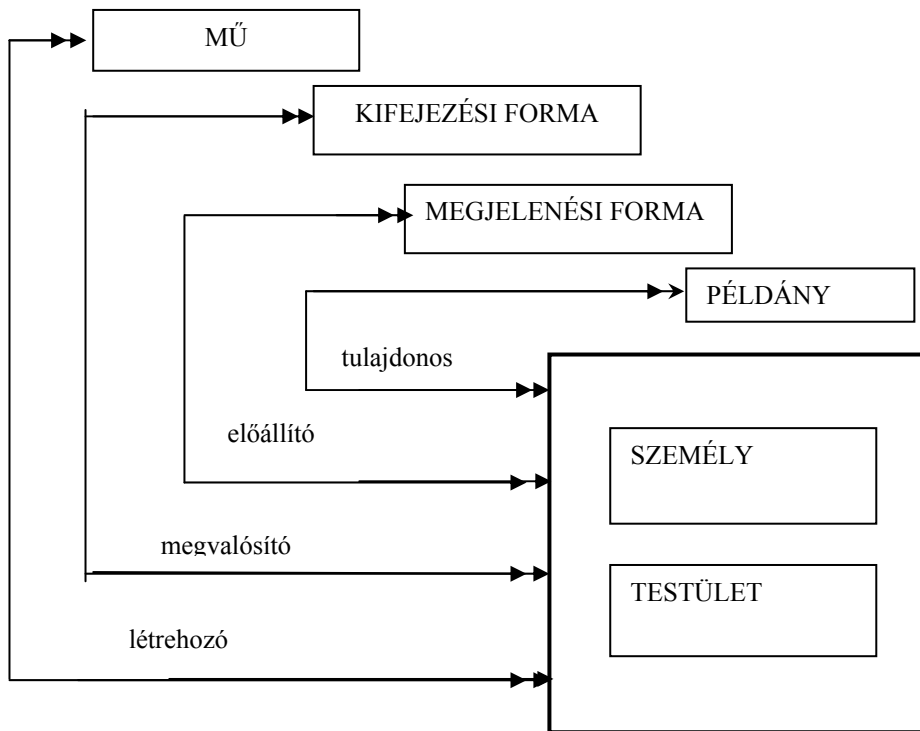 MŰ
KIFEJEZÉSI FORMA
MEGJELENÉSI FORMA
PÉLDÁNY
tulajdonos
előállító
SZEMÉLY
megvalósító
TESTÜLET
létrehozó